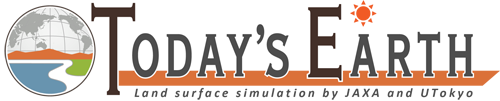 TODAY'S EARTH
Land surface simulation by JAXA and UTokyo